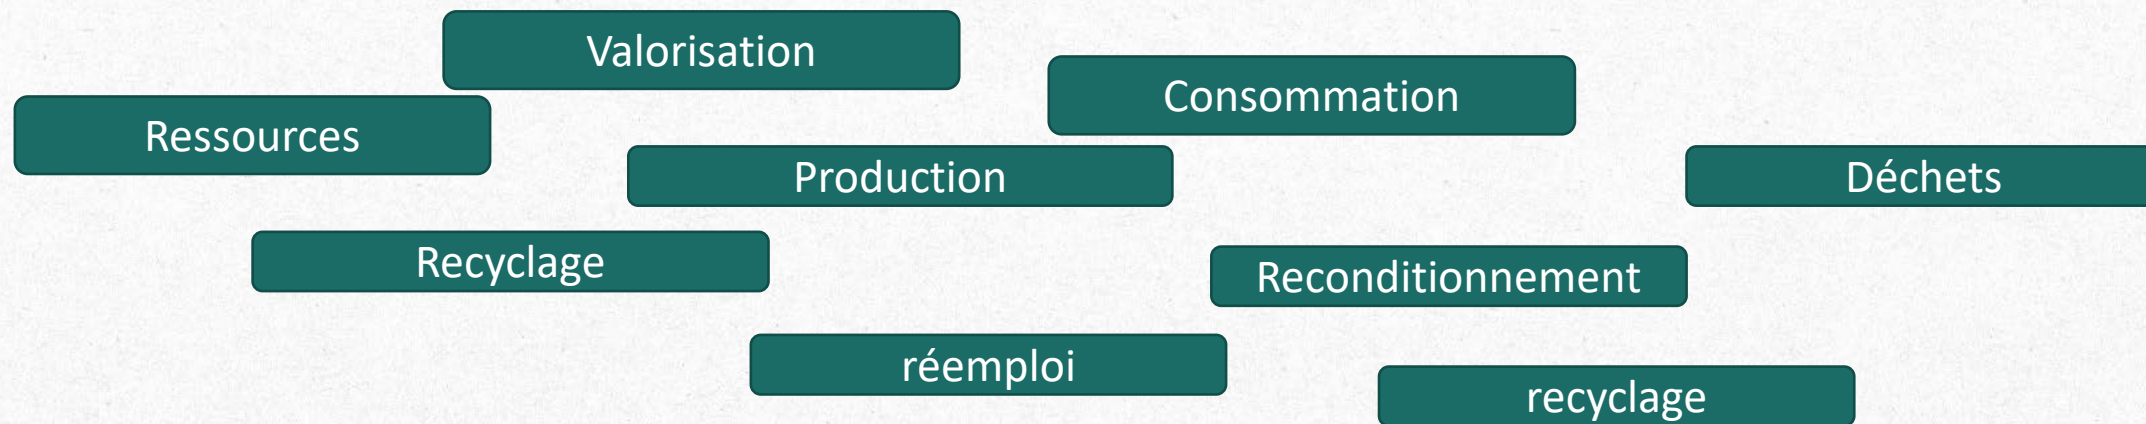 Valorisation
Consommation
Ressources
Production
Déchets
Recyclage
Reconditionnement
réemploi
recyclage